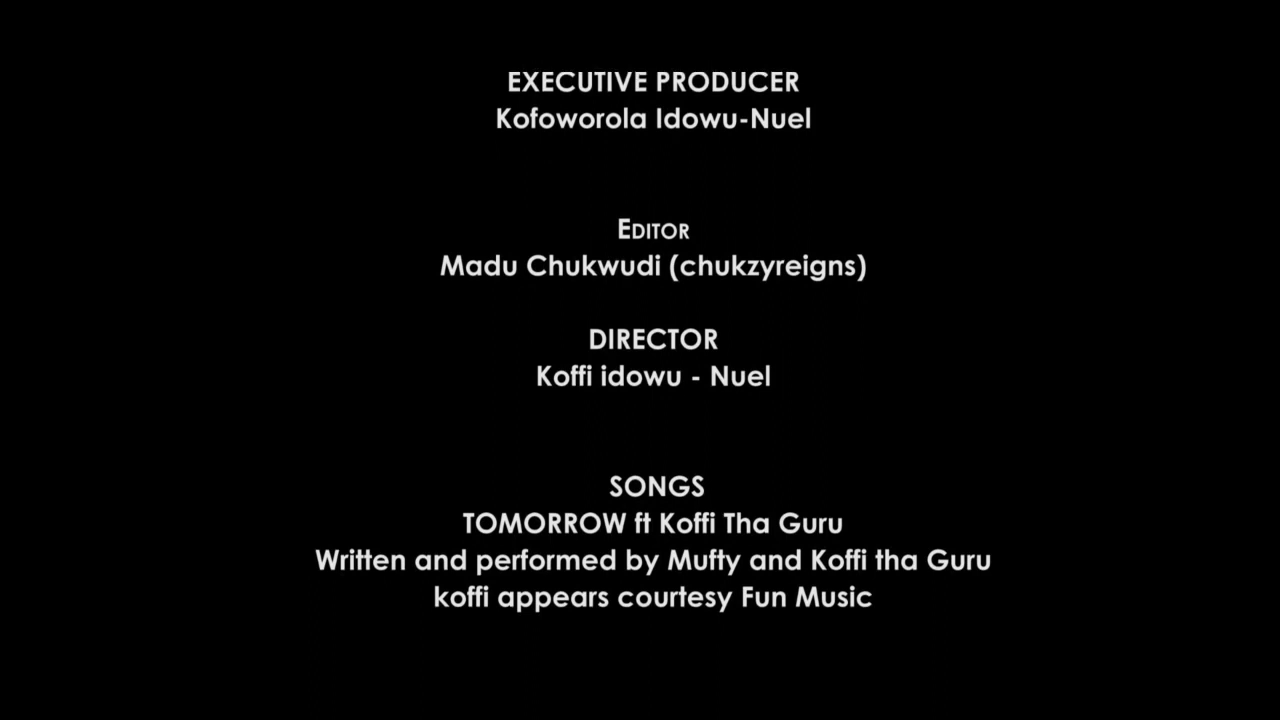 EXECUTIVE PRODUCER
Kofoworola Idowu-Nuel
EDITOR
Madu Chukwudi (chukzyreigns)
DIRECTOR
Koffi idowu - Nuel
SONGS
TOMORROW ft Koffi Tha Guru
Written and performed by Mufty and Koffi tha Guru
koffi appears courtesy Fun Music